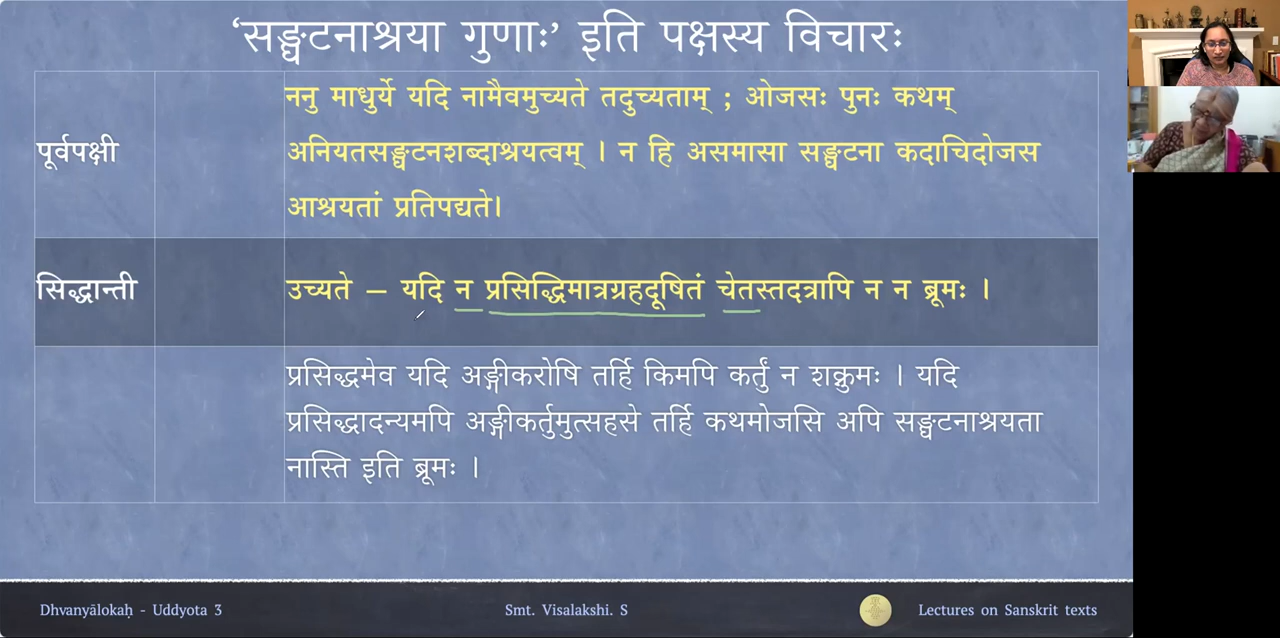 ‘सङ्घटनाश्रया गुणाः’ इति पक्षस्य विचारः
पूर्वपक्षी
ननु माधुर्ये यदि नामैवमुच्यते तदुच्यताम् ; ओजसः पुनः कथम्
अनियतसङ्घटनशब्दाश्रयत्वम् । न हि असमासा सङ्घटना कदाचिदोजस
आश्रयतां प्रतिपद्यते।
सिद्धान्ती
उच्यते – यदि न प्रसिद्धिमात्रग्रहदूषितं चेतस्तदत्रापि न न ब्रूमः ।
प्रसिद्धमेव यदि अङ्गीकरोषि तर्हि किमपि कर्तुं न शक्नुमः । यदि
प्रसिद्धादन्यमपि अङ्गीकर्तुमुत्सहसे तर्हि कथमोजसि अपि सङ्घटनाश्रयता
नास्ति इति ब्रूमः ।
Dhvanyālokaḥ - Uddyota 3
Smt. Visalakshi. S
Lectures on Sanskrit texts